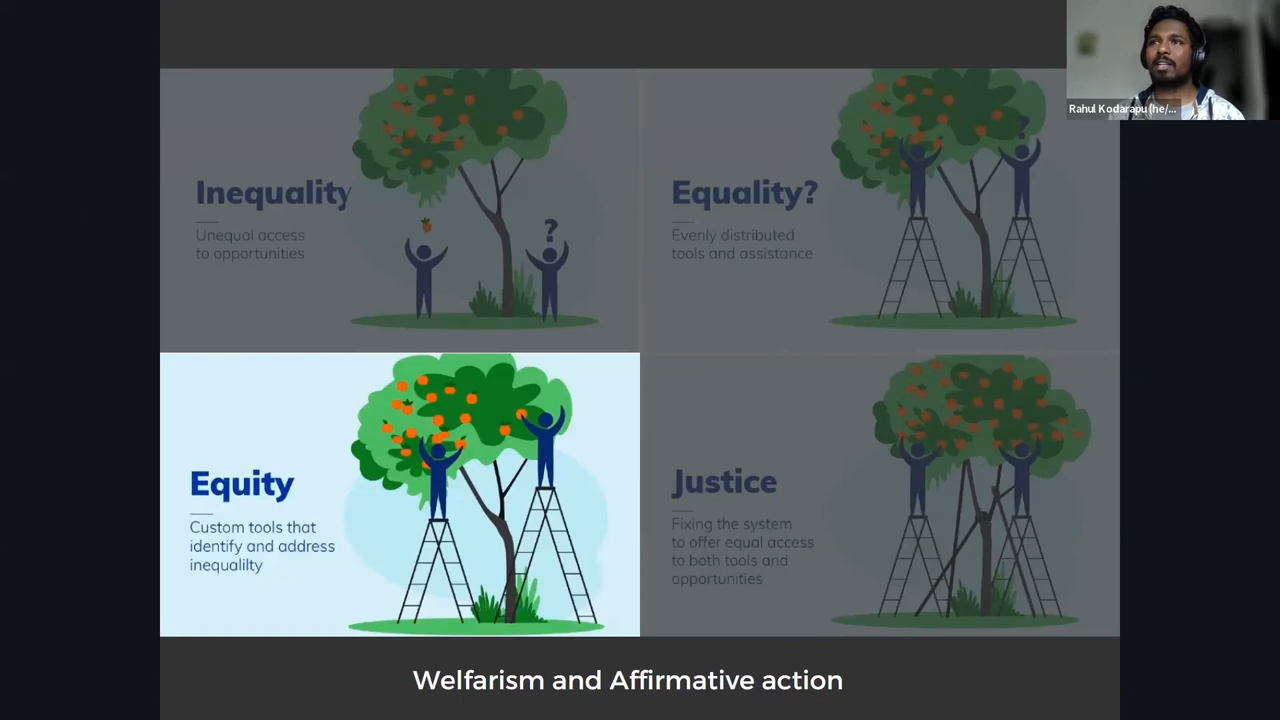 Rahul Kodarapu (he/...
Inequality
Unequal access
to opportunities
?
Equality?
Evenly distributed
tools and assistance
?
Equity
Custom tools that
identify and address
inequalilty
Justice
Fixing the system
to offer equal access
to both tools and
opportunities
Welfarism and Affirmative action